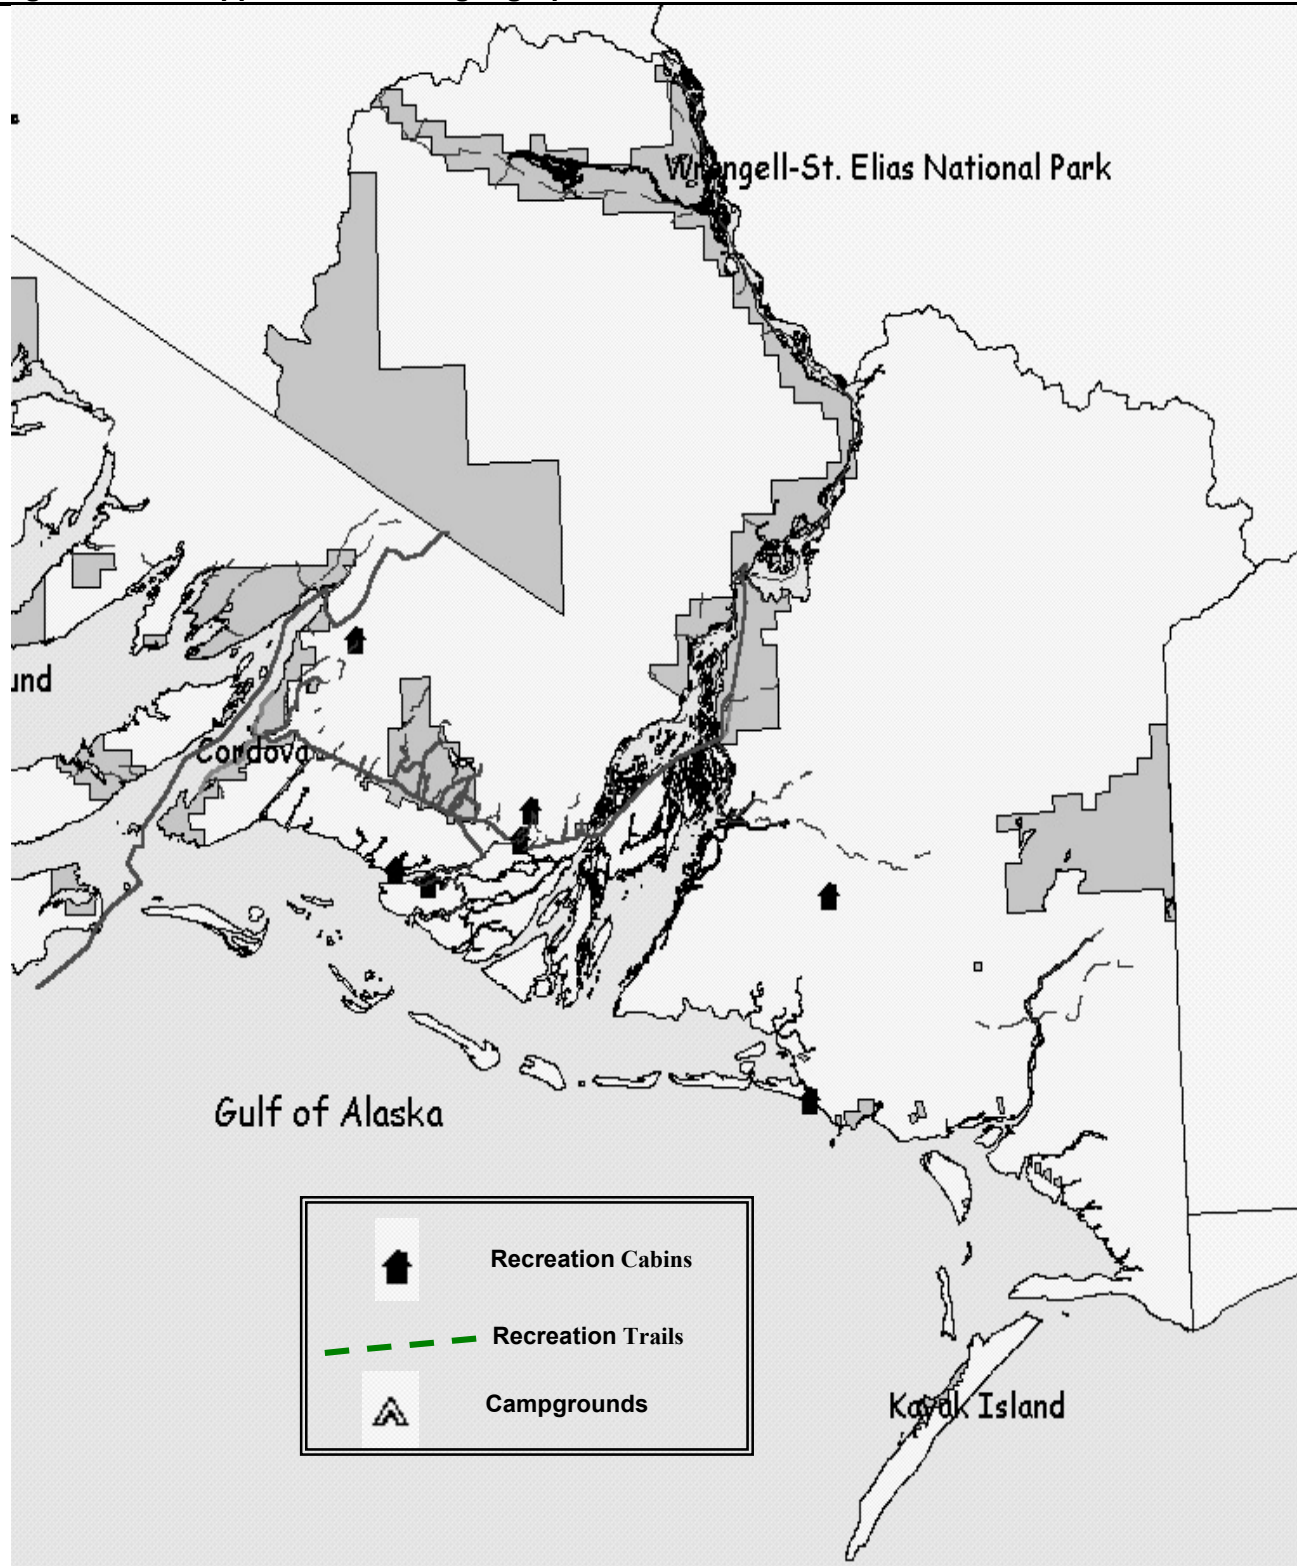 Wrangell-St. Elias National Park
und
Cordova
Gulf of Alaska
Recreation Cabins
Recreation Trails
Campgrounds
Kayak Island